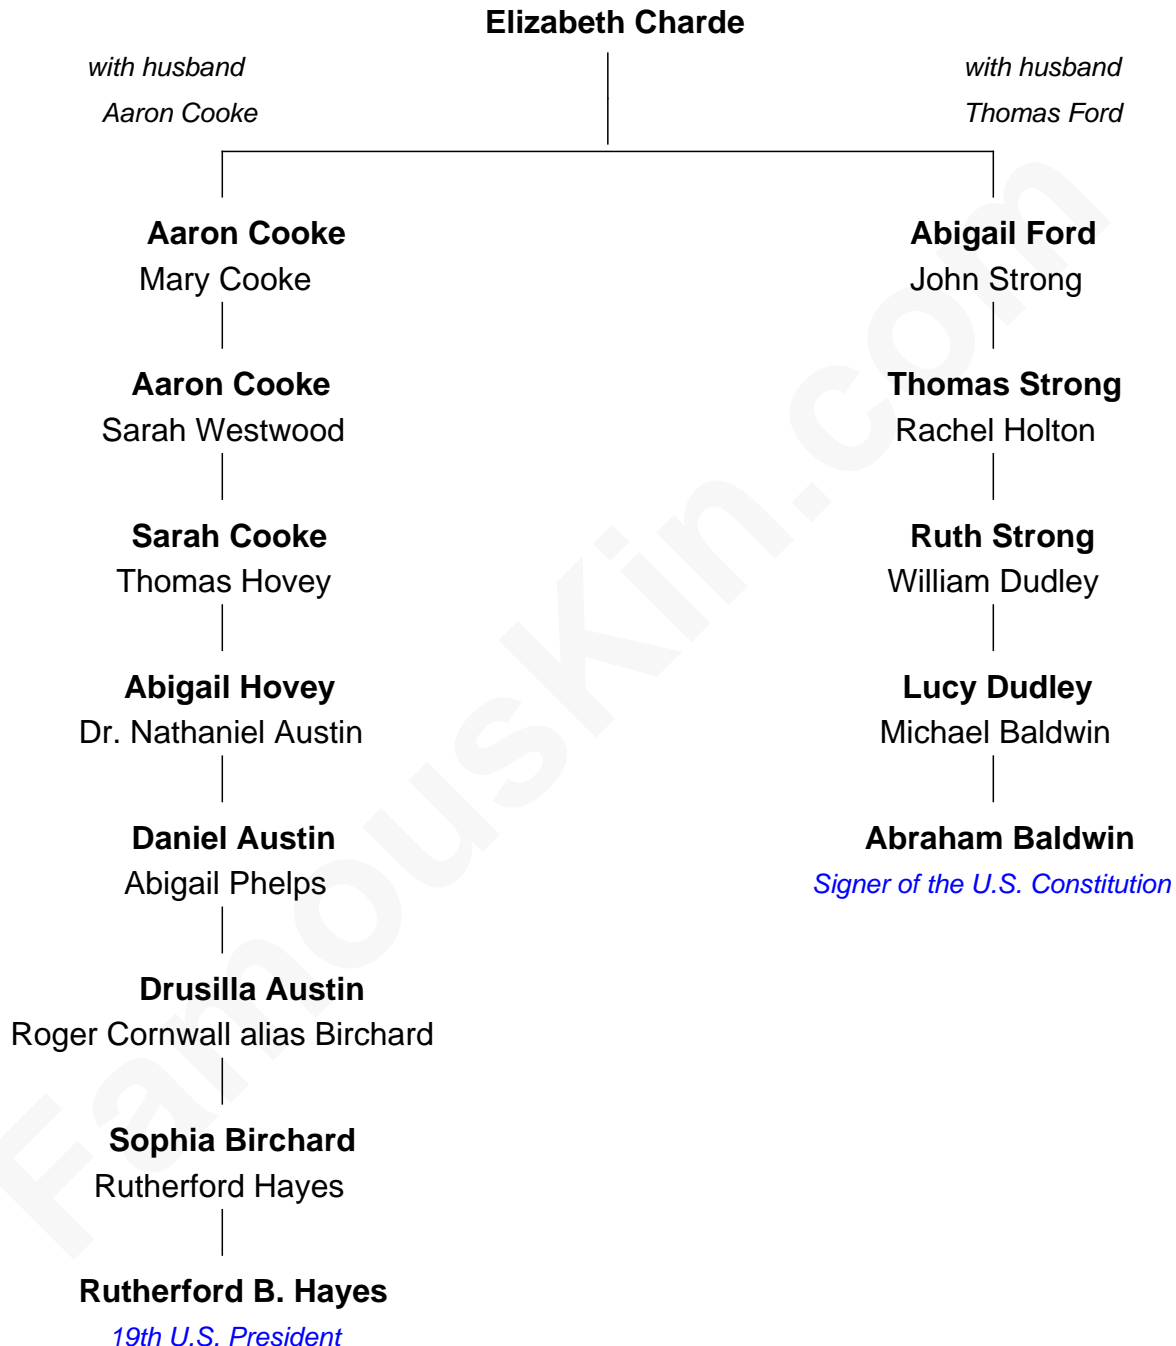 Elizabeth Charde
with husband
Aaron Cooke
with husband
Thomas Ford
Aaron Cooke
Mary Cooke
Aaron Cooke
Sarah Westwood
Sarah Cooke
Thomas Hovey
Abigail Hovey
Dr. Nathaniel Austin
Daniel Austin
Abigail Phelps
Drusilla Austin
Roger Cornwall alias Birchard
Sophia Birchard
Rutherford Hayes
Rutherford B. Hayes
19th U.S. President
Abigail Ford
John Strong
Thomas Strong
Rachel Holton
Ruth Strong
William Dudley
Lucy Dudley
Michael Baldwin
Abraham Baldwin
Signer of the U.S. Constitution
FamousKin.com